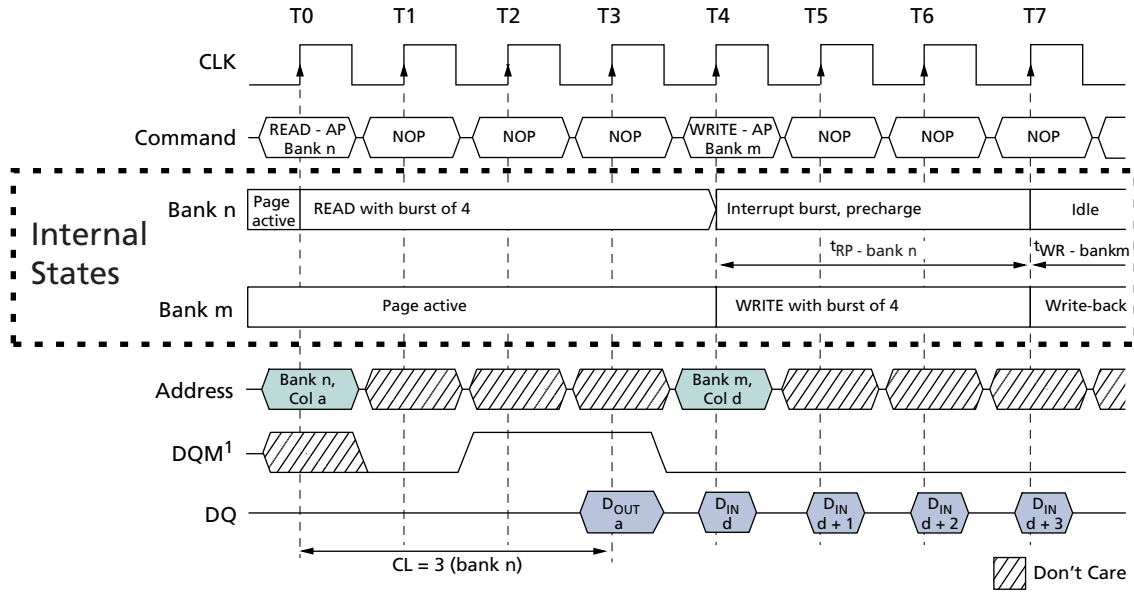 T0 T1 T2 T3 T4 T5 T6 T7
CLK
Command
READ - AP
Bank n
NOP
NOP
NOP
WRITE - AP
Bank m
NOP
NOP
NOP
Internal
States
Bank n
Page
active
READ with burst of 4
Interrupt burst, precharge
Idle
tRP - bank n
tWR - bankm
Bank m
Page active
WRITE with burst of 4
Write-back
Address
Bank n,
Col a
Bank m,
Col d
DQM1
DQ
DOUT
a
DIN
d
DIN
d + 1
DIN
d + 2
DIN
d + 3
CL = 3 (bank n)
Don't Care